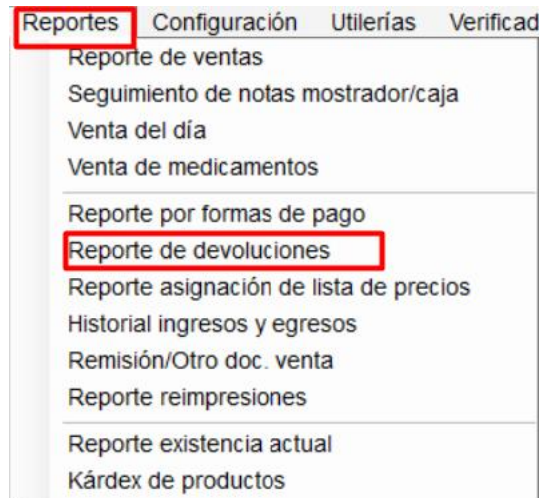 Reportes Configuración Utilerías Verificad
Reporte de ventas
Seguimiento de notas mostrador/caja
Venta del día
Venta de medicamentos
Reporte por formas de pago
Reporte de devoluciones
Reporte asignación de lista de precios
Historial ingresos y egresos
Remisión/Otro doc. venta
Reporte reimpresiones
Reporte existencia actual
Kárdex de productos